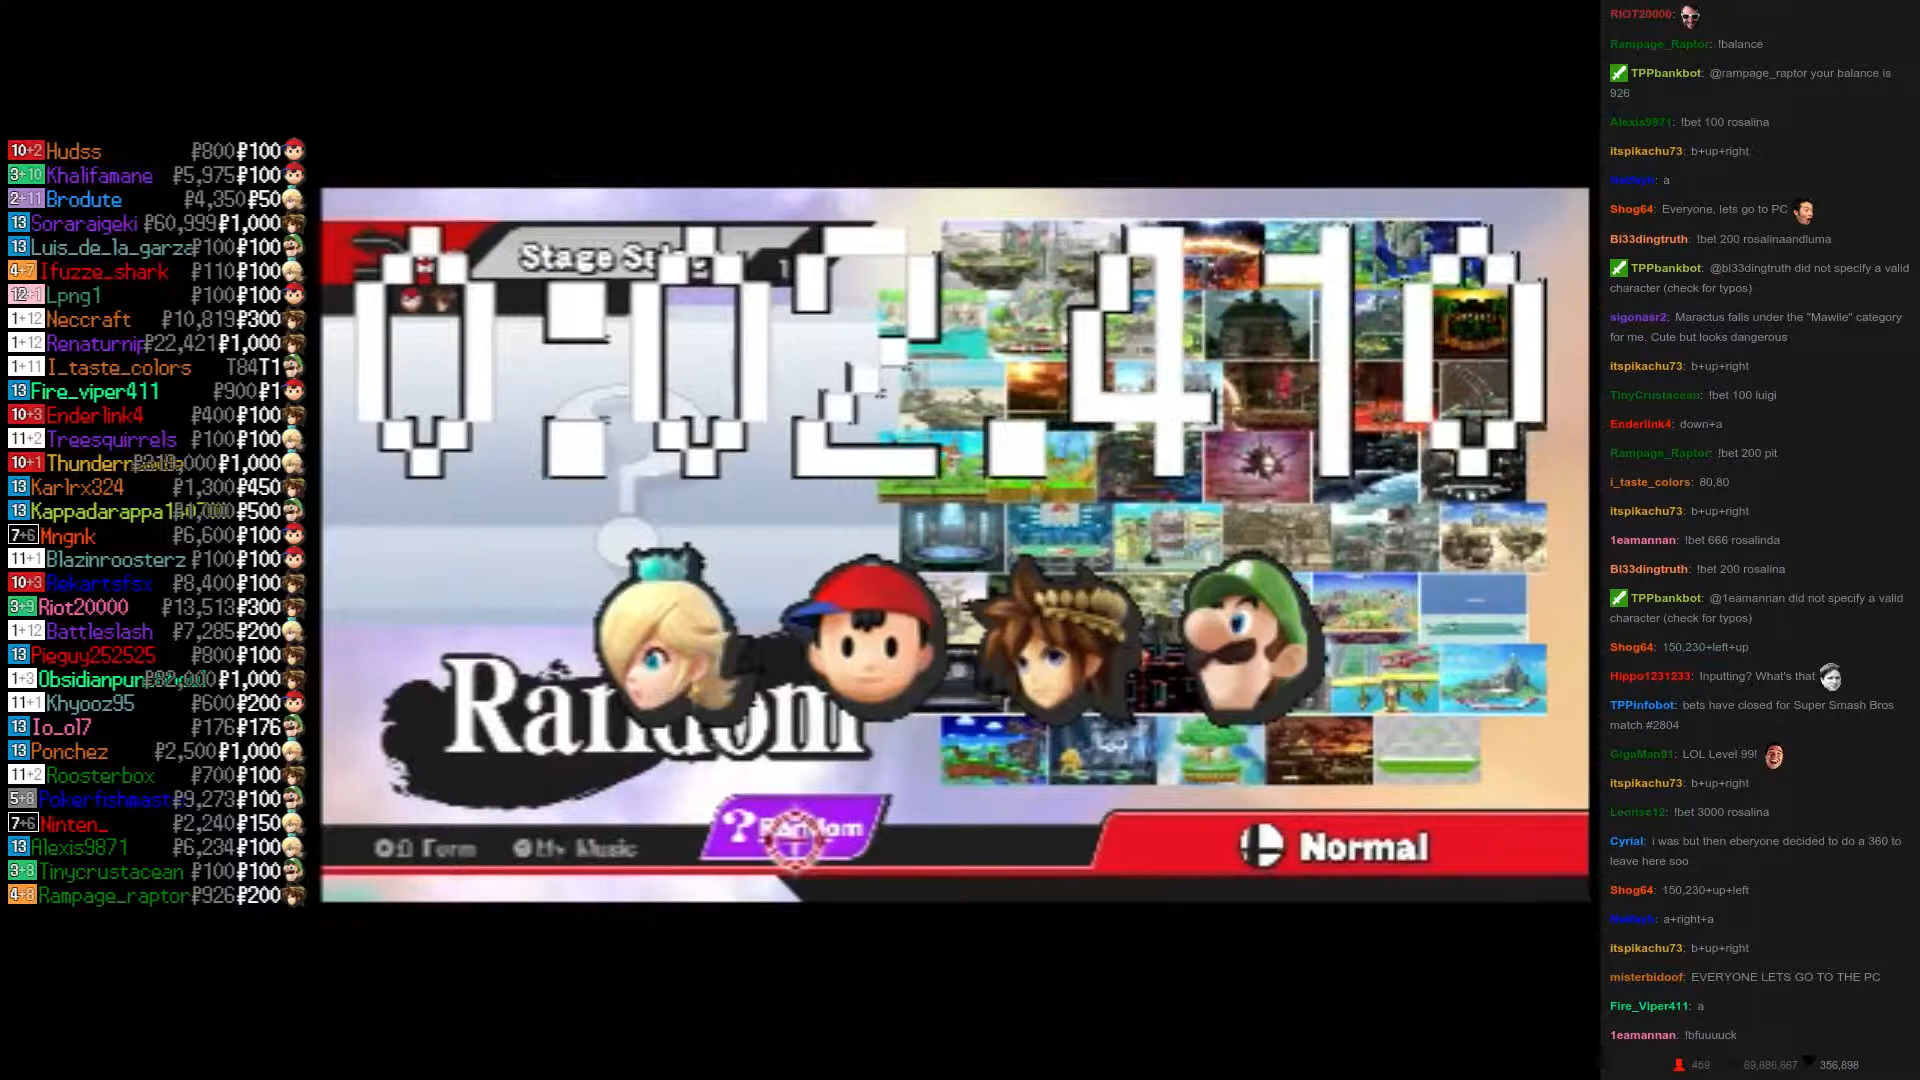 10+2 Hudss ₽800 ₽100
3+10 Khalifamane ₽5,975 ₽100
2+11 Brodute ₽4,350 ₽50
13 Soraraigeki ₽60,999 ₽1,000
13 Luis_de_la_garza ₽100 ₽100
4+7 Ifuzze_shark ₽110 ₽100
12+1 Lpng1 ₽100 ₽100
1+12 Neccraft ₽10,819 ₽300
1+12 Renaturnip ₽22,421 ₽1,000
1+11 I_taste_colors T84 T1
13 Fire_viper411 ₽900 ₽1
10+3 Enderlink4 ₽400 ₽100
11+2 Treesquirrels ₽100 ₽100
10+1 ₽1,000
13 Karlrx324 ₽1,300 ₽450
13 ₽500
7+6 Mngnk ₽6,600 ₽100
11+1 Blazinroosterz ₽100 ₽100
10+3 Rekartsfsx ₽8,400 ₽100
3+9 Riot20000 ₽13,513 ₽300
1+12 Battleslash ₽7,285 ₽200
13 Pieguy252525 ₽800 ₽100
1+3 ₽1,000
11+1 Khyooz95 ₽600 ₽200
13 Io_ol7 ₽176 ₽176
13 Ponchez ₽2,500 ₽1,000
11+2 Roosterbox ₽700 ₽100
5+8 Pokerfishmast ₽9,273 ₽100
7+6 Ninten_ ₽2,240 ₽150
13 Alexis9871 ₽6,234 ₽100
3+8 Tinycrustacean ₽100 ₽100
4+8 Rampage_raptor ₽926 ₽200
0:02.410
Stage Se
Random
? Random
My Music
Normal
RIOT20000:
Rampage_Raptor: !balance
TPPbankbot: @rampage_raptor your balance is
926
Alexis9871: !bet 100 rosalina
itspikachu73: b+up+right
a
Shog64: Everyone, lets go to PC
Bl33dingtruth: !bet 200 rosalinaandluma
TPPbankbot: @bl33dingtruth did not specify a valid
character (check for typos)
sigonasr2: Maractus falls under the "Mawile" category
for me. Cute but looks dangerous
itspikachu73: b+up+right
TinyCrustacean: !bet 100 luigi
Enderlink4: down+a
Rampage_Raptor: !bet 200 pit
i_taste_colors: 80,80
itspikachu73: b+up+right
1eamannan: !bet 666 rosalinda
Bl33dingtruth: !bet 200 rosalina
TPPbankbot: @1eamannan did not specify a valid
character (check for typos)
Shog64: 150,230+left+up
Hippo1231233: Inputting? What's that
TPPinfobot: bets have closed for Super Smash Bros
match #2804
GigaMan91: LOL Level 99!
itspikachu73: b+up+right
Leonse12: !bet 3000 rosalina
Cyrial: i was but then eberyone decided to do a 360 to
leave here soo
Shog64: 150,230+up+left
a+right+a
itspikachu73: b+up+right
misterbidoof: EVERYONE LETS GO TO THE PC
Fire_Viper411: a
1eamannan: !bfuuuuck
459 69,686,667 356,898